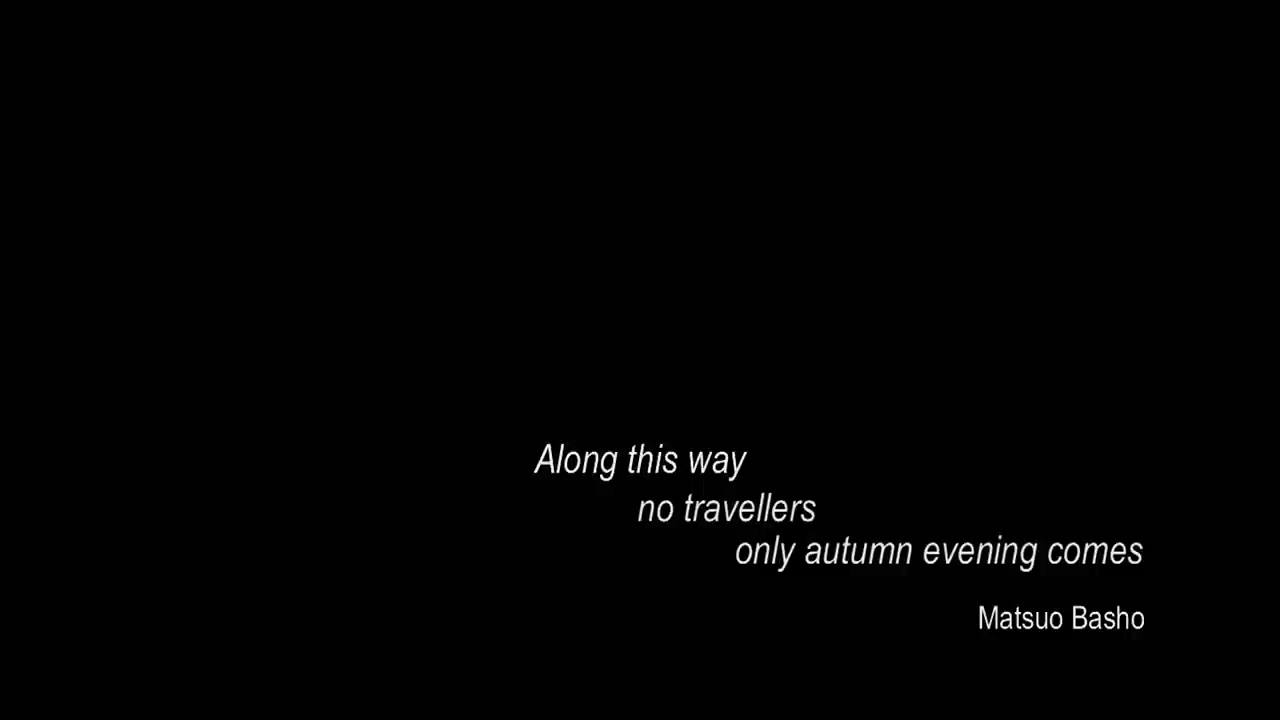 Along this way
no travellers
only autumn evening comes
Matsuo Basho